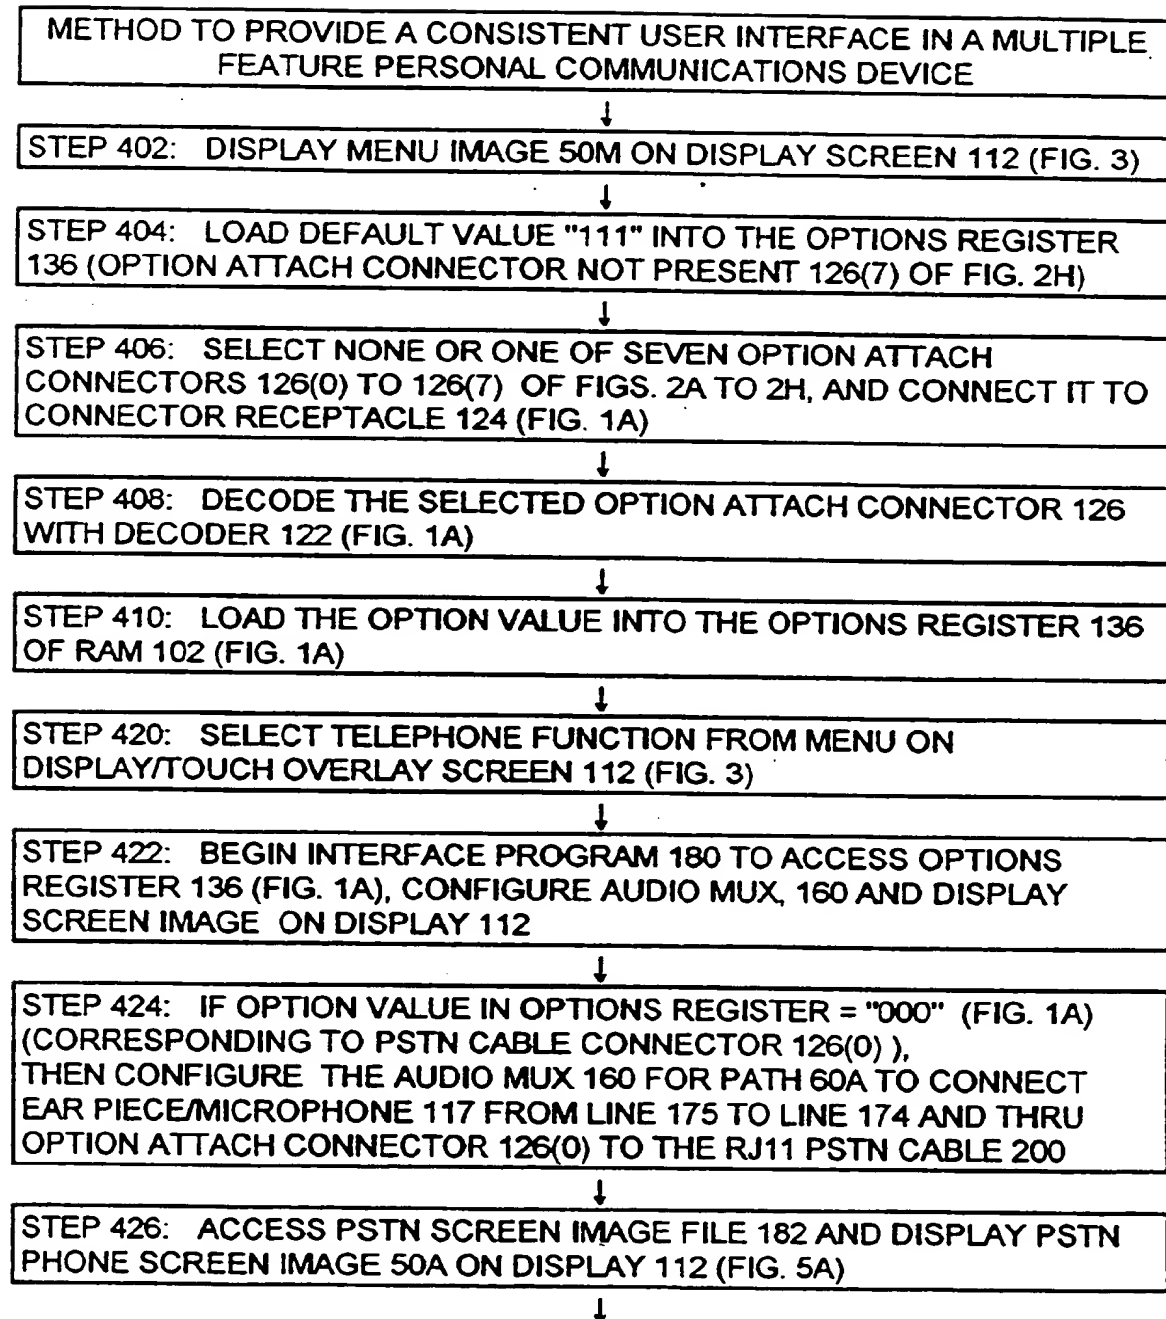 METHOD TO PROVIDE A CONSISTENT USER INTERFACE IN A MULTIPLE
FEATURE PERSONAL COMMUNICATIONS DEVICE
STEP 402: DISPLAY MENU IMAGE 50M ON DISPLAY SCREEN 112 (FIG. 3)
STEP 404: LOAD DEFAULT VALUE "111" INTO THE OPTIONS REGISTER
136 (OPTION ATTACH CONNECTOR NOT PRESENT 126(7) OF FIG. 2H)
STEP 406: SELECT NONE OR ONE OF SEVEN OPTION ATTACH
CONNECTORS 126(0) TO 126(7) OF FIGS. 2A TO 2H, AND CONNECT IT TO
CONNECTOR RECEPTACLE 124 (FIG. 1A)
STEP 408: DECODE THE SELECTED OPTION ATTACH CONNECTOR 126
WITH DECODER 122 (FIG. 1A)
STEP 410: LOAD THE OPTION VALUE INTO THE OPTIONS REGISTER 136
OF RAM 102 (FIG. 1A)
STEP 420: SELECT TELEPHONE FUNCTION FROM MENU ON
DISPLAY/TOUCH OVERLAY SCREEN 112 (FIG. 3)
STEP 422: BEGIN INTERFACE PROGRAM 180 TO ACCESS OPTIONS
REGISTER 136 (FIG. 1A), CONFIGURE AUDIO MUX, 160 AND DISPLAY
SCREEN IMAGE ON DISPLAY 112
STEP 424: IF OPTION VALUE IN OPTIONS REGISTER = "000" (FIG. 1A)
(CORRESPONDING TO PSTN CABLE CONNECTOR 126(0) ),
THEN CONFIGURE THE AUDIO MUX 160 FOR PATH 60A TO CONNECT
EAR PIECE/MICROPHONE 117 FROM LINE 175 TO LINE 174 AND THRU
OPTION ATTACH CONNECTOR 126(0) TO THE RJ11 PSTN CABLE 200
STEP 426: ACCESS PSTN SCREEN IMAGE FILE 182 AND DISPLAY PSTN
PHONE SCREEN IMAGE 50A ON DISPLAY 112 (FIG. 5A)